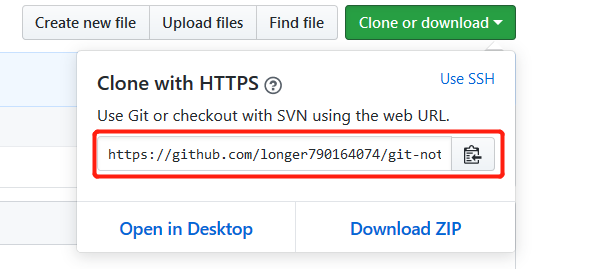 Create new file Upload files Find file Clone or download
Clone with HTTPS
Use SSH
Use Git or checkout with SVN using the web URL.
https://github.com/longer790164074/git-not
Open in Desktop Download ZIP